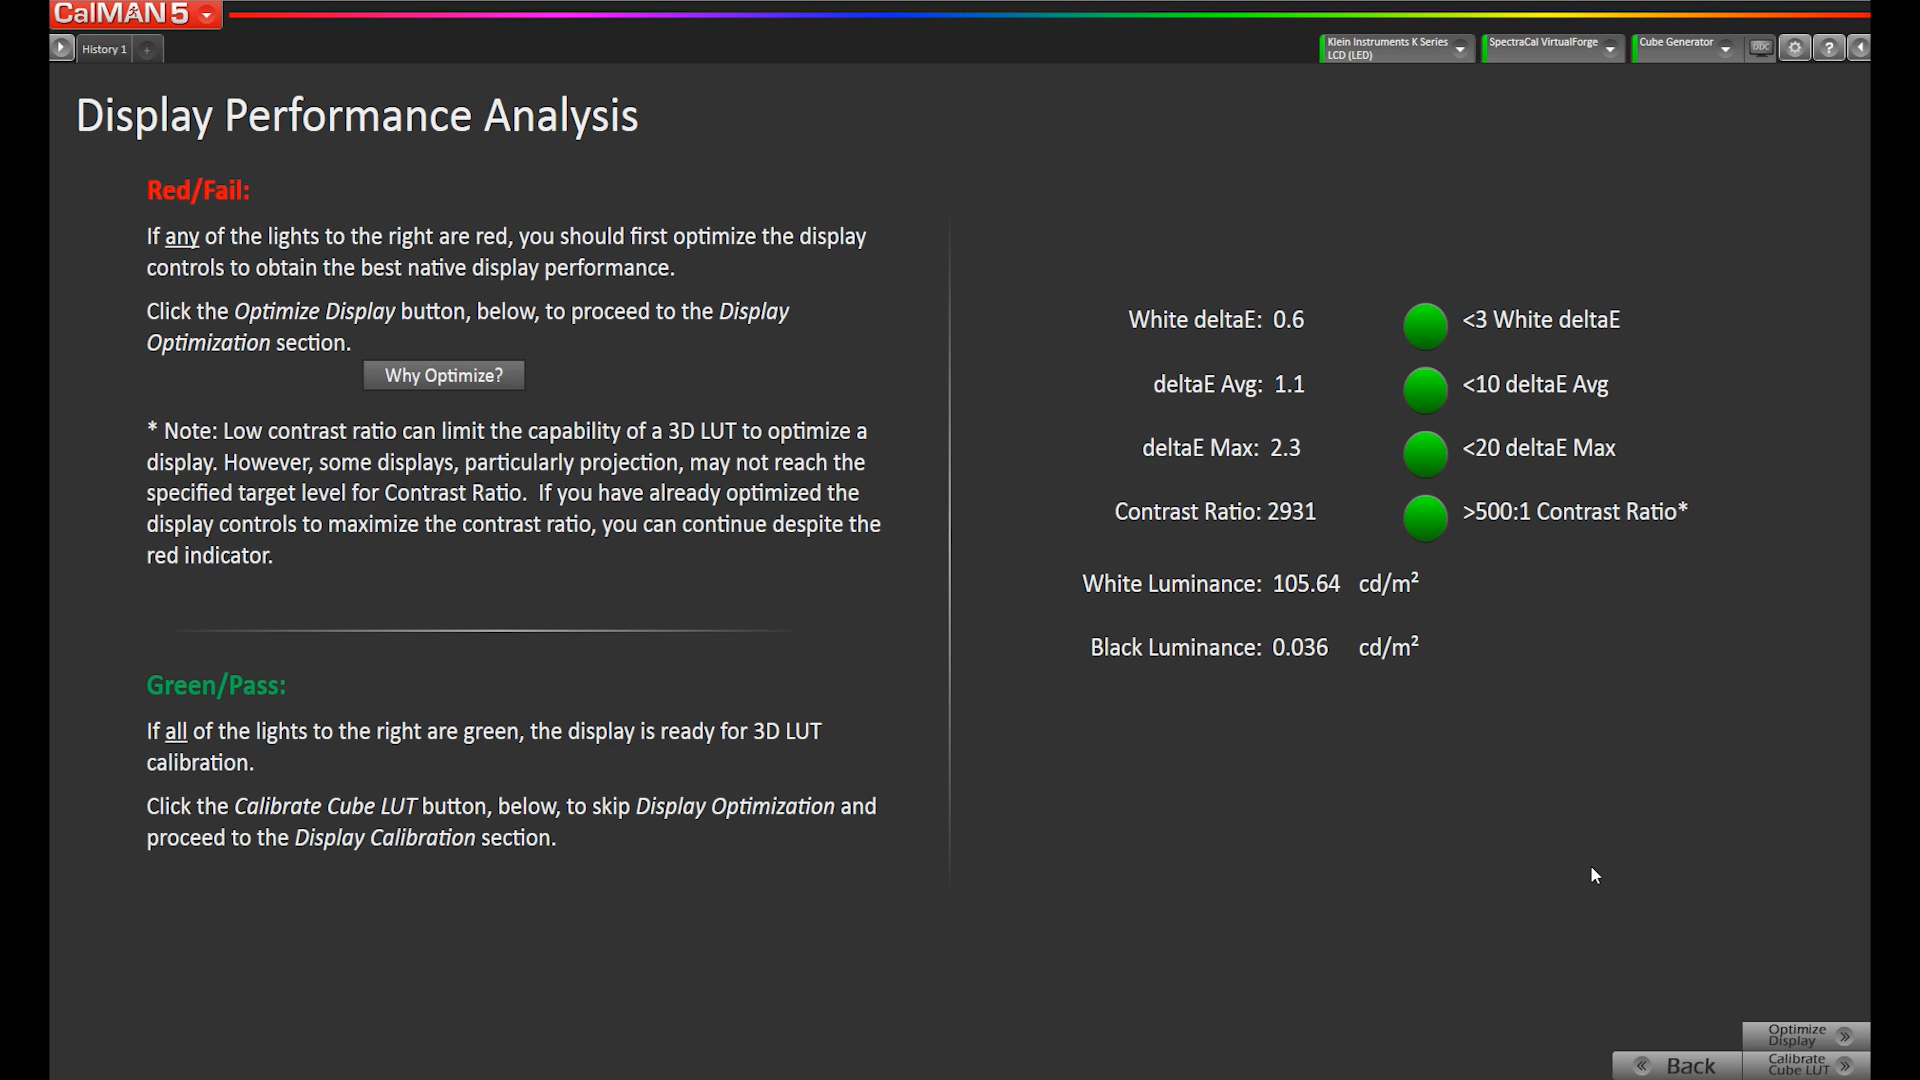 CalMAN 5
History 1
+
Klein Instruments K Series
LCD (LED)
SpectraCal VirtualForge
Cube Generator
DDC
?
Display Performance Analysis
Red/Fail:
If any of the lights to the right are red, you should first optimize the display
controls to obtain the best native display performance.
Click the Optimize Display button, below, to proceed to the Display
Optimization section.
Why Optimize?
* Note: Low contrast ratio can limit the capability of a 3D LUT to optimize a
display. However, some displays, particularly projection, may not reach the
specified target level for Contrast Ratio.  If you have already optimized the
display controls to maximize the contrast ratio, you can continue despite the
red indicator.
Green/Pass:
If all of the lights to the right are green, the display is ready for 3D LUT
calibration.
Click the Calibrate Cube LUT button, below, to skip Display Optimization and
proceed to the Display Calibration section.
White deltaE: 0.6 <3 White deltaE
deltaE Avg: 1.1 <10 deltaE Avg
deltaE Max: 2.3 <20 deltaE Max
Contrast Ratio: 2931 >500:1 Contrast Ratio*
White Luminance: 105.64 cd/m²
Black Luminance: 0.036 cd/m²
Optimize
Display
Back
Calibrate
Cube LUT